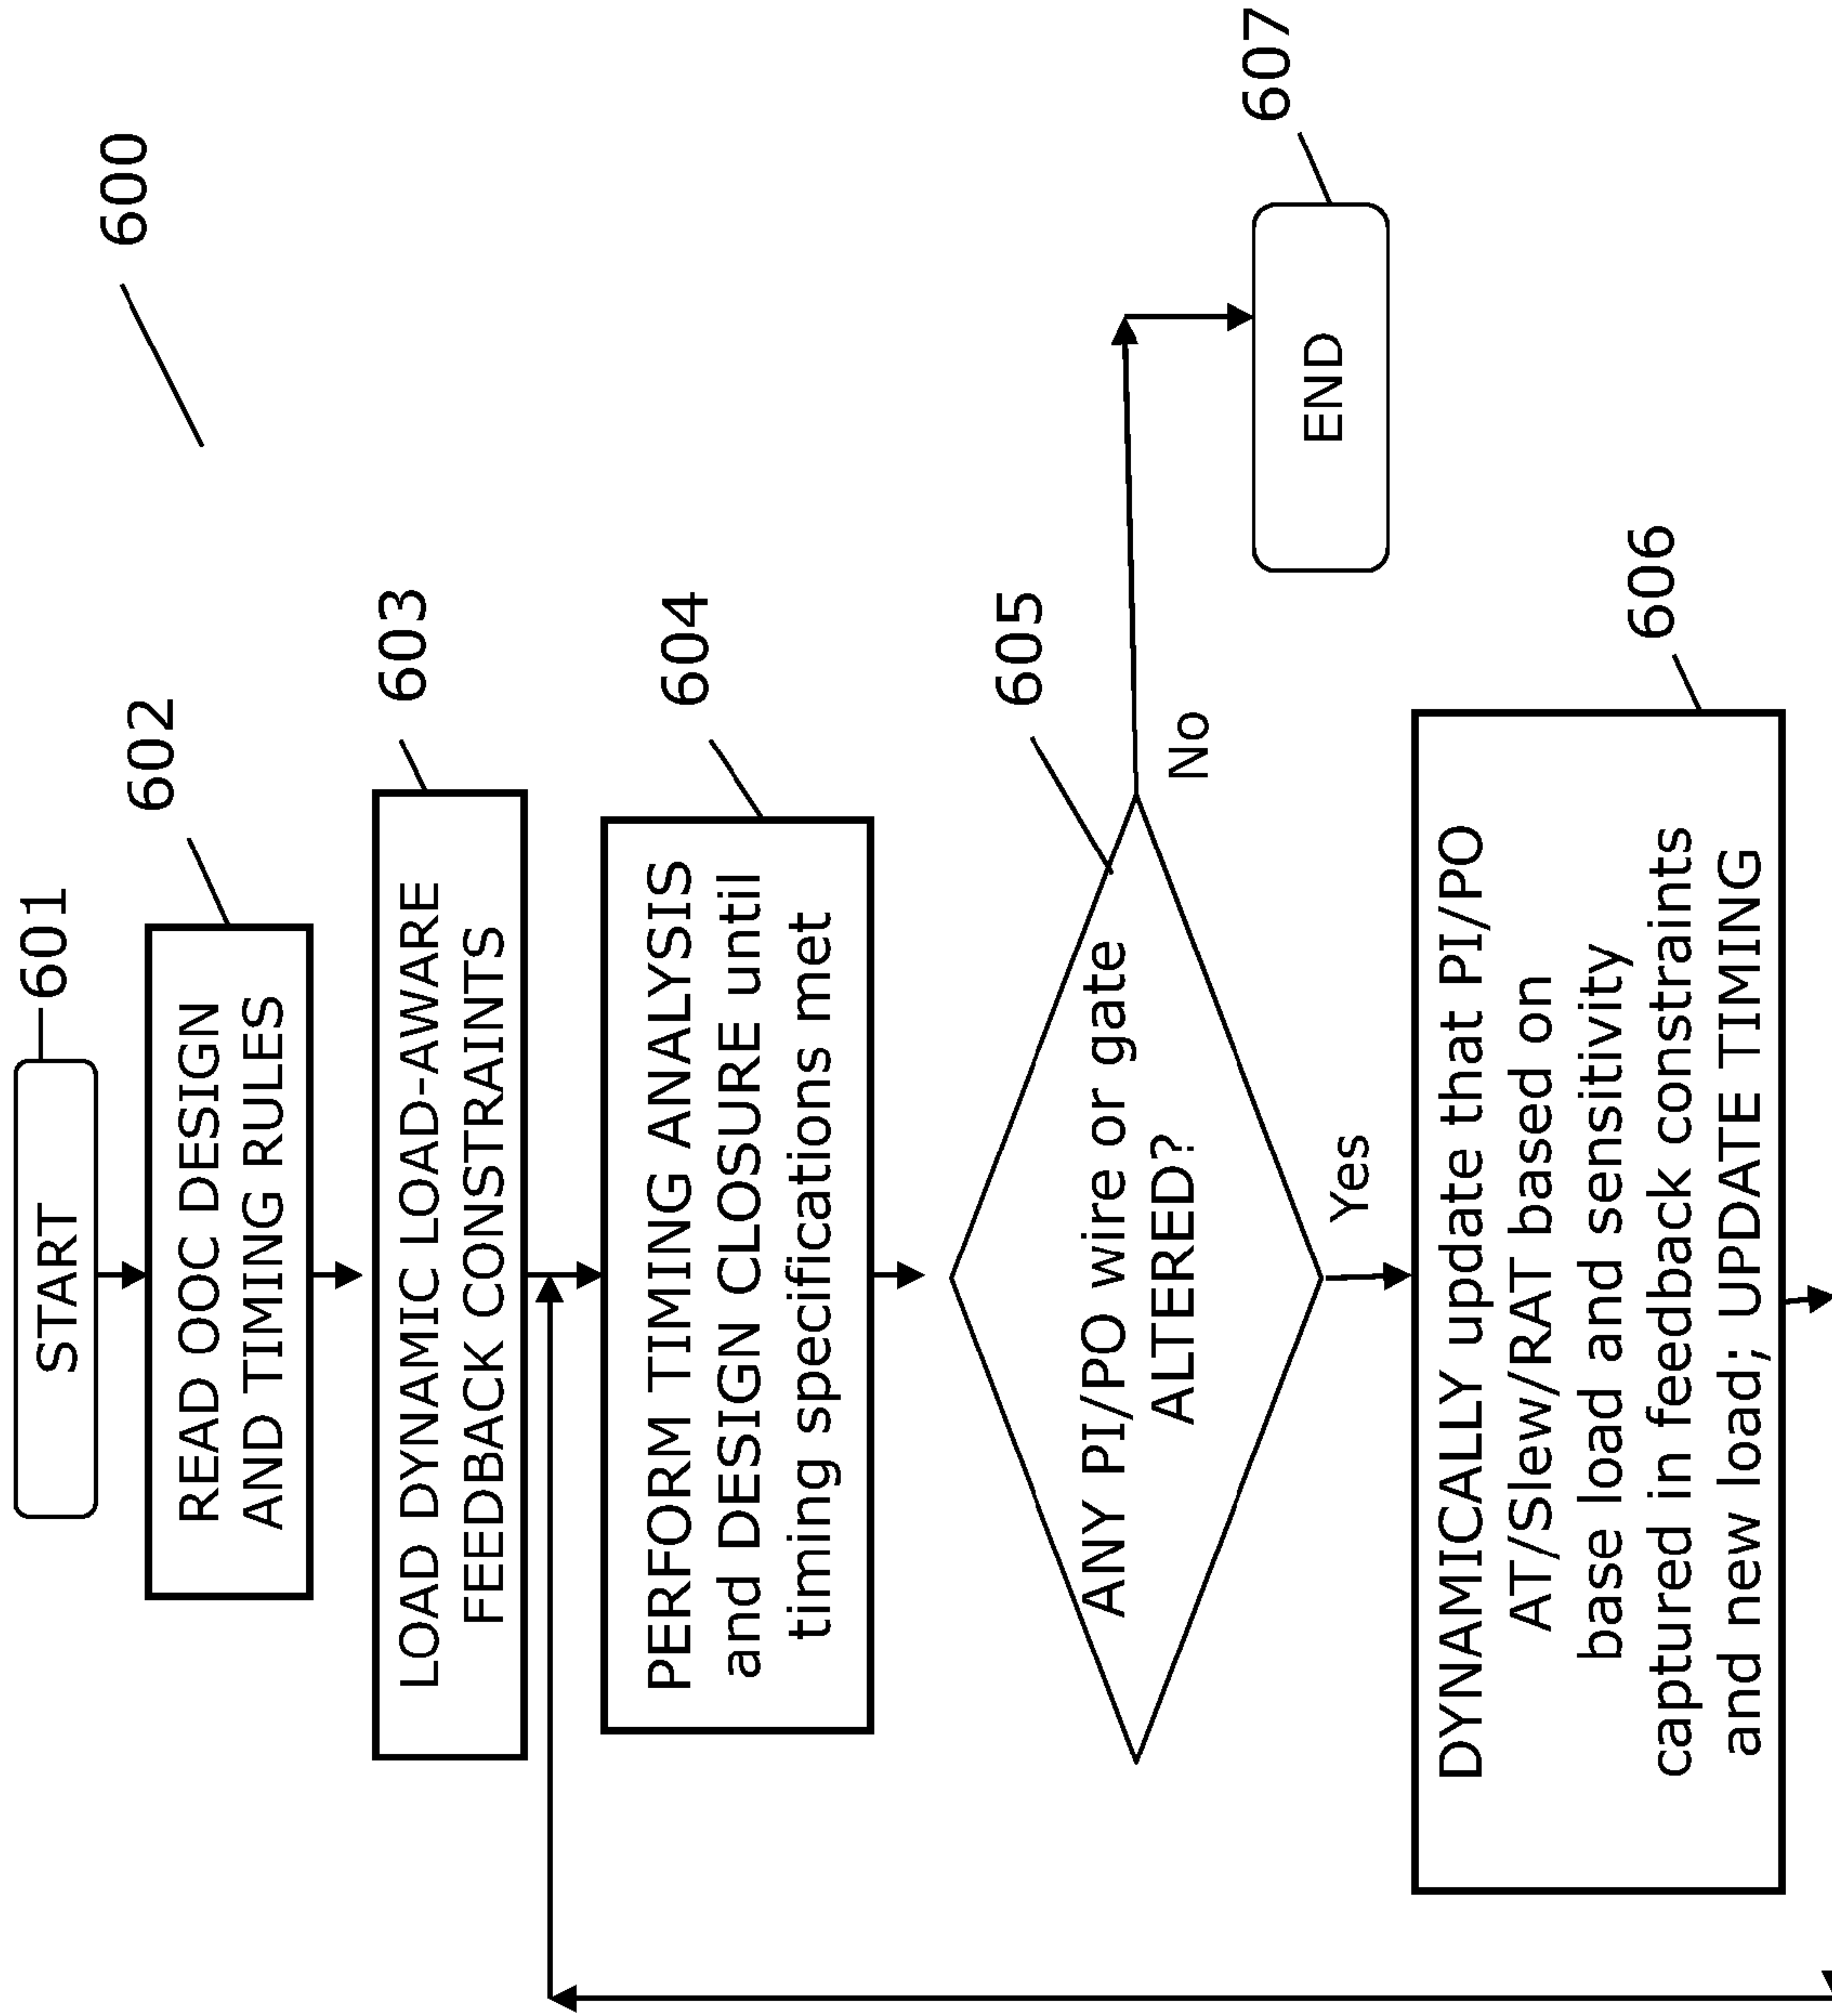 600
START
601
READ OOC DESIGN
AND TIMING RULES
602
LOAD DYNAMIC LOAD-AWARE
FEEDBACK CONSTRAINTS
603
PERFORM TIMING ANALYSIS
and DESIGN CLOSURE until
timing specifications met
604
ANY PI/PO wire or gate
ALTERED?
605
No
END
607
Yes
DYNAMICALLY update that PI/PO
AT/Slew/RAT based on
base load and sensitivity
captured in feedback constraints
and new load; UPDATE TIMING
606